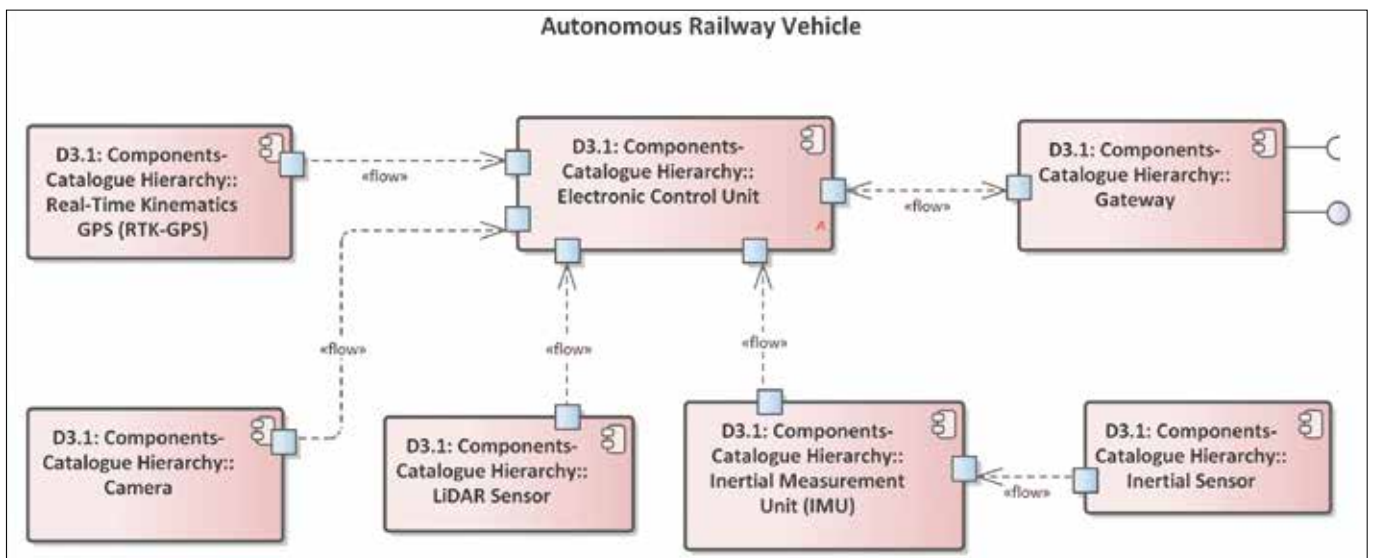 Autonomous Railway Vehicle
D3.1: Components-
Catalogue Hierarchy::
Real-Time Kinematics
GPS (RTK-GPS)
«flow»
D3.1: Components-
Catalogue Hierarchy::
Electronic Control Unit
A
«flow»
D3.1: Components-
Catalogue Hierarchy::
Gateway
«flow»
«flow»
«flow»
D3.1: Components-
Catalogue Hierarchy::
Camera
D3.1: Components-
Catalogue Hierarchy::
LiDAR Sensor
D3.1: Components-
Catalogue Hierarchy::
Inertial Measurement
Unit (IMU)
«flow»
D3.1: Components-
Catalogue Hierarchy::
Inertial Sensor